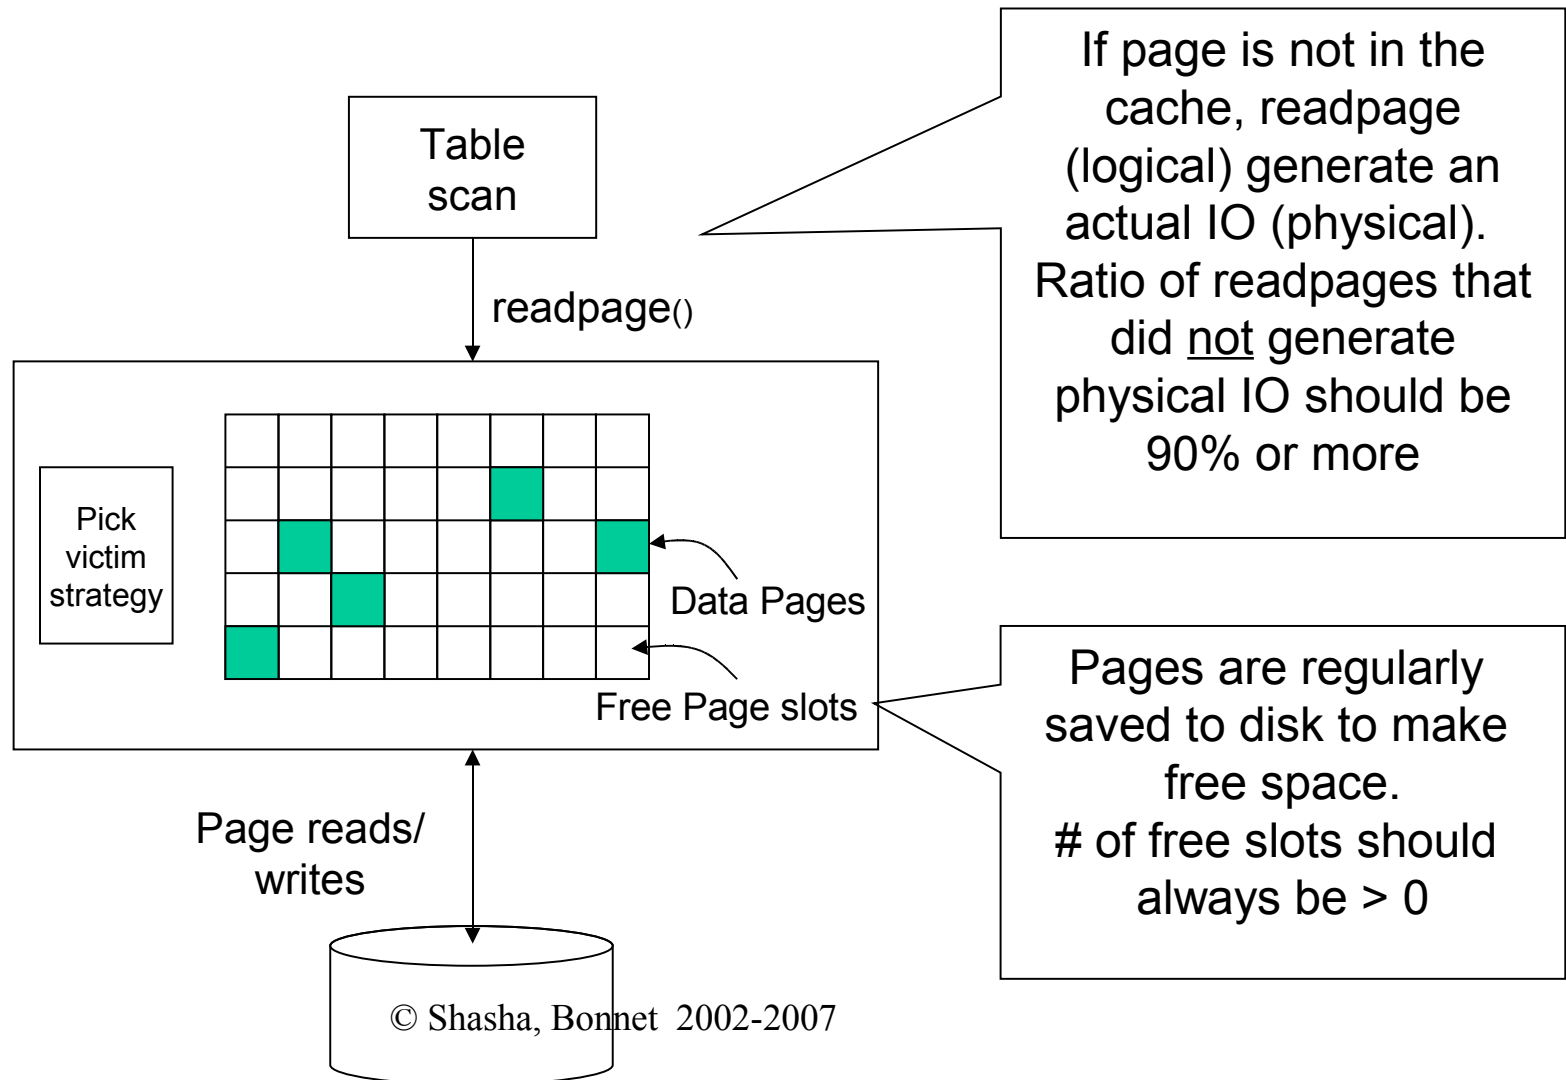 Table
scan
readpage()
Pick
victim
strategy
Data Pages
Free Page slots
Page reads/
writes
© Shasha, Bonnet 2002-2007
If page is not in the
cache, readpage
(logical) generate an
actual IO (physical).
Ratio of readpages that
did not generate
physical IO should be
90% or more
Pages are regularly
saved to disk to make
free space.
# of free slots should
always be > 0